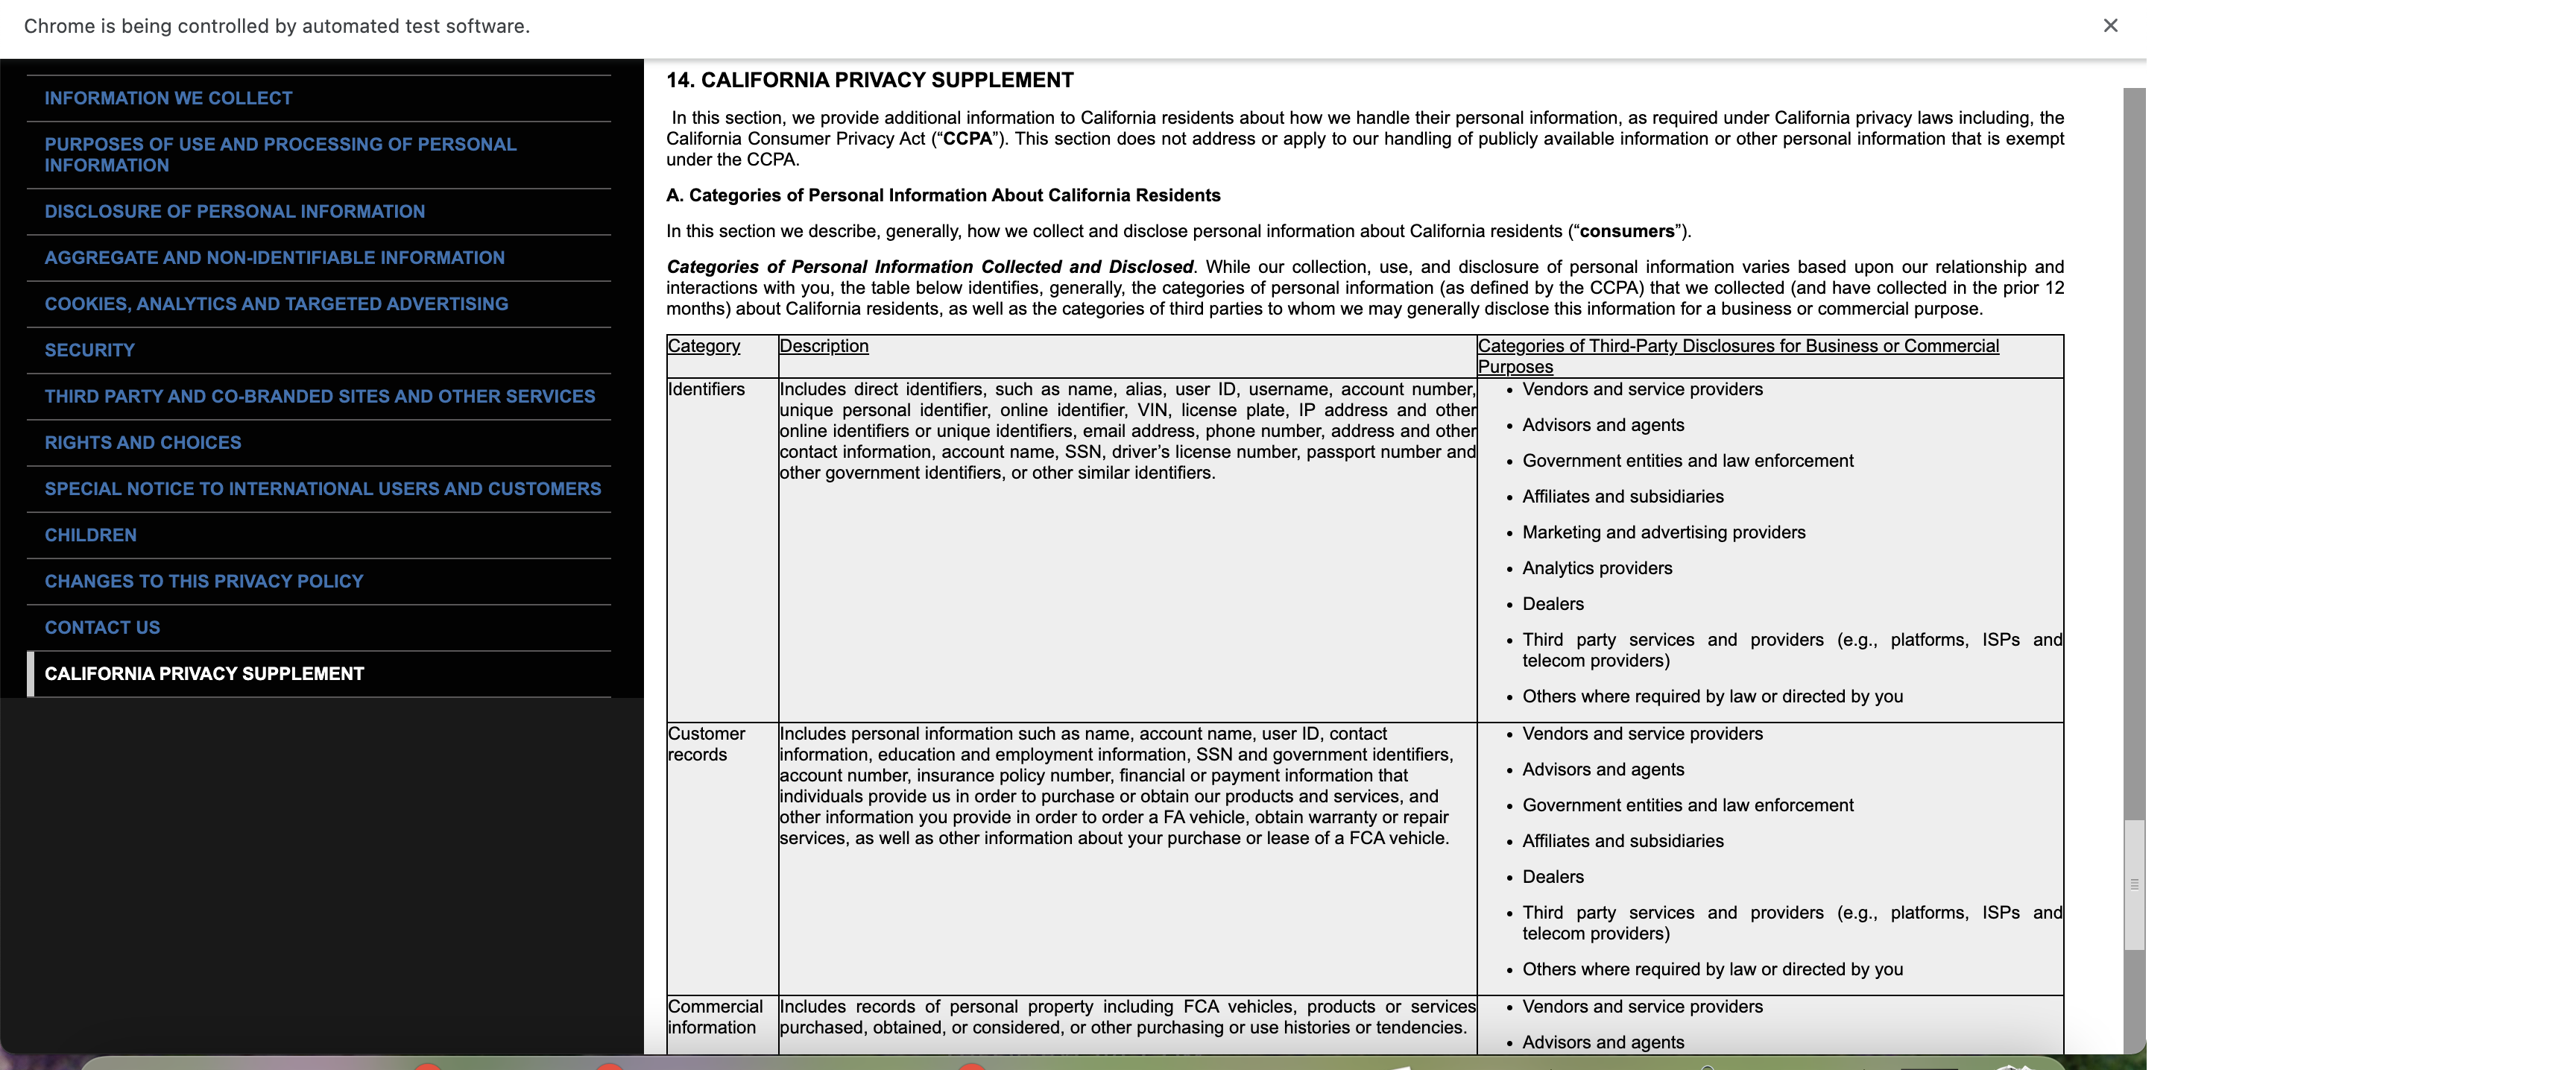 Chrome is being controlled by automated test software.
INFORMATION WE COLLECT
PURPOSES OF USE AND PROCESSING OF PERSONAL
INFORMATION
DISCLOSURE OF PERSONAL INFORMATION
AGGREGATE AND NON-IDENTIFIABLE INFORMATION
COOKIES, ANALYTICS AND TARGETED ADVERTISING
SECURITY
THIRD PARTY AND CO-BRANDED SITES AND OTHER SERVICES
RIGHTS AND CHOICES
SPECIAL NOTICE TO INTERNATIONAL USERS AND CUSTOMERS
CHILDREN
CHANGES TO THIS PRIVACY POLICY
CONTACT US
CALIFORNIA PRIVACY SUPPLEMENT
14. CALIFORNIA PRIVACY SUPPLEMENT
In this section, we provide additional information to California residents about how we handle their personal information, as required under California privacy laws including, the
California Consumer Privacy Act (“CCPA”). This section does not address or apply to our handling of publicly available information or other personal information that is exempt
under the CCPA.
A. Categories of Personal Information About California Residents
In this section we describe, generally, how we collect and disclose personal information about California residents (“consumers”).
Categories of Personal Information Collected and Disclosed. While our collection, use, and disclosure of personal information varies based upon our relationship and
interactions with you, the table below identifies, generally, the categories of personal information (as defined by the CCPA) that we collected (and have collected in the prior 12
months) about California residents, as well as the categories of third parties to whom we may generally disclose this information for a business or commercial purpose.
Category
Description
Categories of Third-Party Disclosures for Business or Commercial
Purposes
Identifiers
Includes direct identifiers, such as name, alias, user ID, username, account number,
unique personal identifier, online identifier, VIN, license plate, IP address and other
online identifiers or unique identifiers, email address, phone number, address and other
contact information, account name, SSN, driver’s license number, passport number and
other government identifiers, or other similar identifiers.
• Vendors and service providers
• Advisors and agents
• Government entities and law enforcement
• Affiliates and subsidiaries
• Marketing and advertising providers
• Analytics providers
• Dealers
• Third party services and providers (e.g., platforms, ISPs and
telecom providers)
• Others where required by law or directed by you
Customer
records
Includes personal information such as name, account name, user ID, contact
information, education and employment information, SSN and government identifiers,
account number, insurance policy number, financial or payment information that
individuals provide us in order to purchase or obtain our products and services, and
other information you provide in order to order a FA vehicle, obtain warranty or repair
services, as well as other information about your purchase or lease of a FCA vehicle.
• Vendors and service providers
• Advisors and agents
• Government entities and law enforcement
• Affiliates and subsidiaries
• Dealers
• Third party services and providers (e.g., platforms, ISPs and
telecom providers)
• Others where required by law or directed by you
Commercial
information
Includes records of personal property including FCA vehicles, products or services
purchased, obtained, or considered, or other purchasing or use histories or tendencies.
• Vendors and service providers
• Advisors and agents